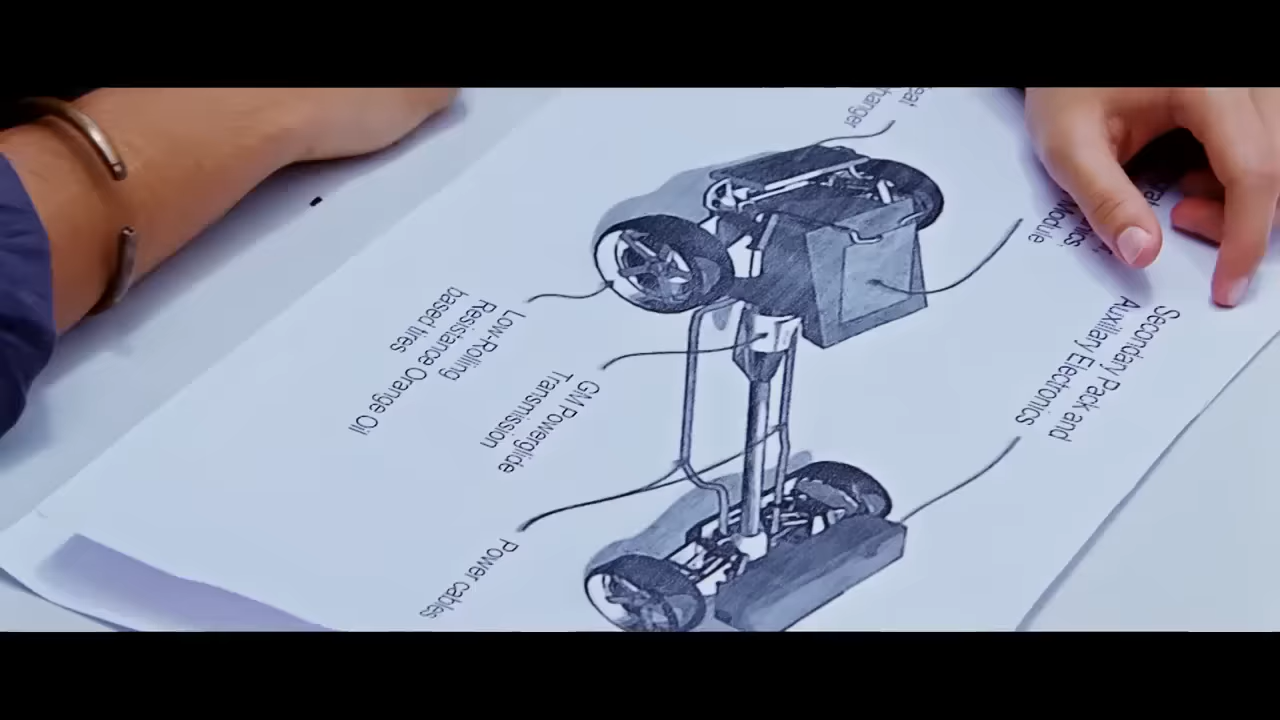 Low-Rolling
Resistance Orange Oil
based tires
GM Powerglide
Transmission
Power cables
Module
Secondary Pack and
Auxiliary Electronics